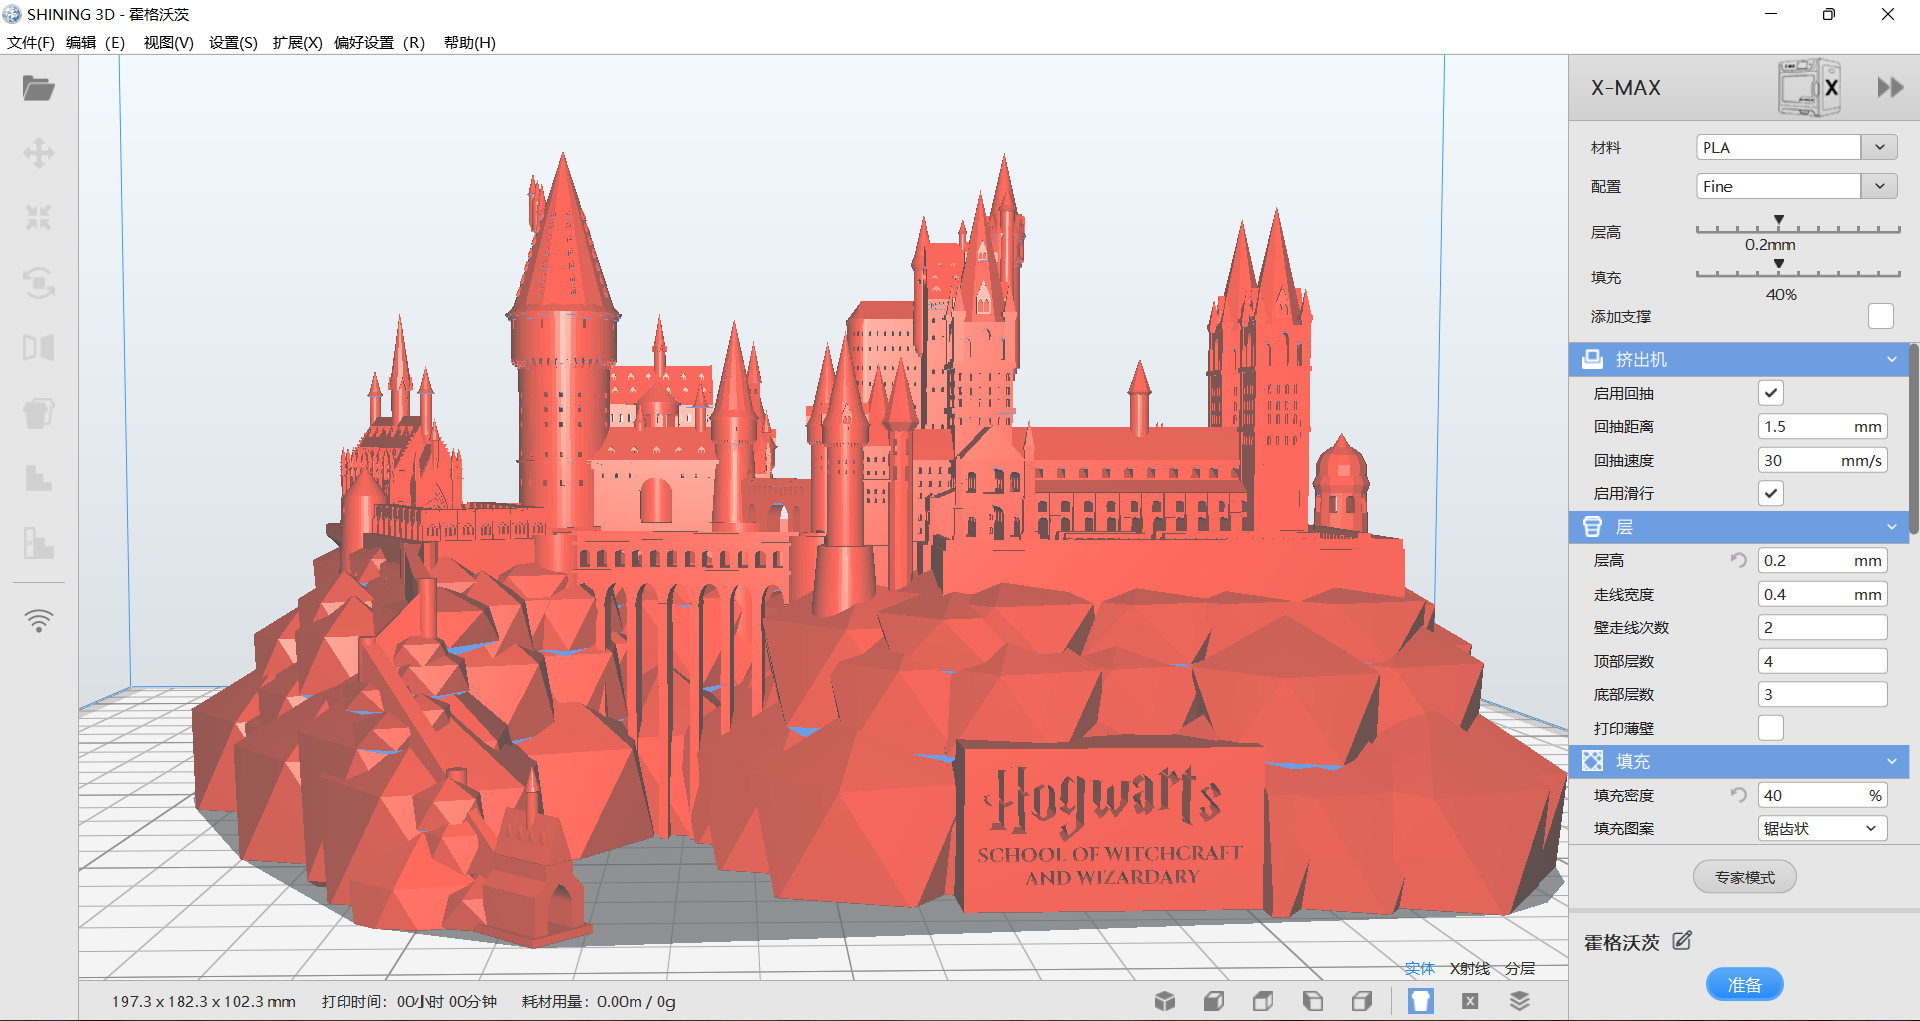 SHINING 3D - 霍格沃茨
文件(F) 编辑 (E) 视图(V) 设置(S) 扩展(X) 偏好设置 (R) 帮助(H)
X-MAX
X
材料 PLA
配置 Fine
层高
0.2mm
填充
40%
添加支撑
挤出机
启用回抽
回抽距离 1.5 mm
回抽速度 30 mm/s
启用滑行
层
层高 0.2 mm
走线宽度 0.4 mm
壁走线次数 2
顶部层数 4
底部层数 3
打印薄壁
填充
填充密度 40 %
填充图案 锯齿状
专家模式
霍格沃茨
准备
Hogwarts
SCHOOL OF WITCHCRAFT
AND WIZARDARY
实体 X射线 分层
197.3 x 182.3 x 102.3 mm 打印时间：00小时 00分钟 耗材用量：0.00m / 0g